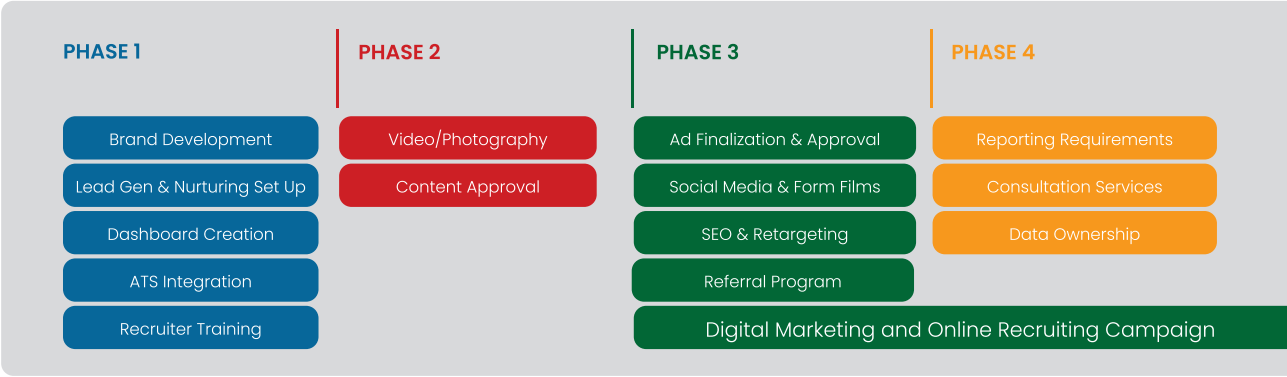 PHASE 1
Brand Development
Lead Gen & Nurturing Set Up
Dashboard Creation
ATS Integration
Recruiter Training
PHASE 2
Video/Photography
Content Approval
PHASE 3
Ad Finalization & Approval
Social Media & Form Films
SEO & Retargeting
Referral Program
Digital Marketing and Online Recruiting Campaign
PHASE 4
Reporting Requirements
Consultation Services
Data Ownership